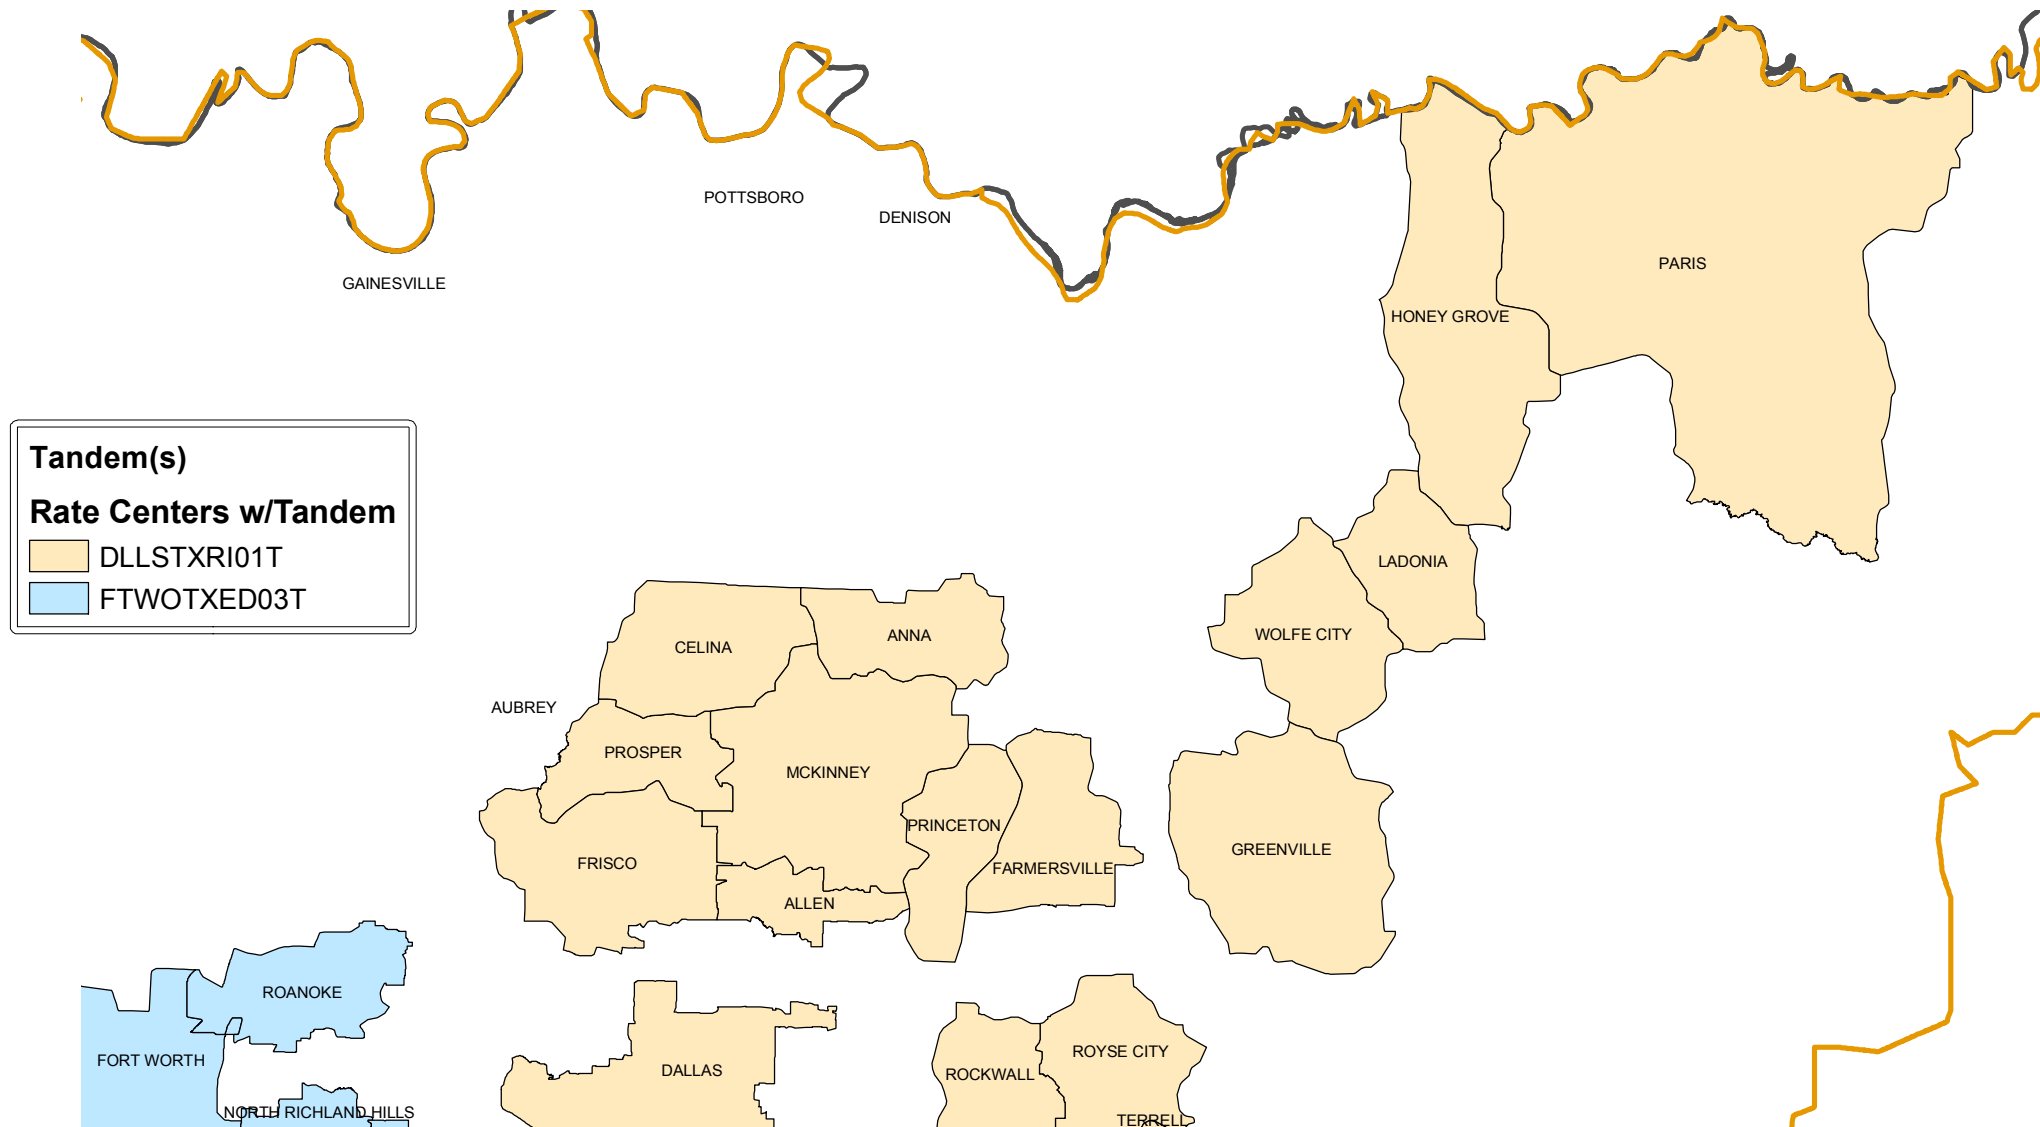 POTTSBORO
DENISON
GAINESVILLE
PARIS
HONEY GROVE
Tandem(s)
Rate Centers w/Tandem
DLLSTXRI01T
FTWOTXED03T
LADONIA
WOLFE CITY
ANNA
CELINA
AUBREY
PROSPER
MCKINNEY
PRINCETON
GREENVILLE
FRISCO
FARMERSVILLE
ALLEN
ROANOKE
ROYSE CITY
FORT WORTH
DALLAS
ROCKWALL
NORTH RICHLAND HILLS
TERRELL